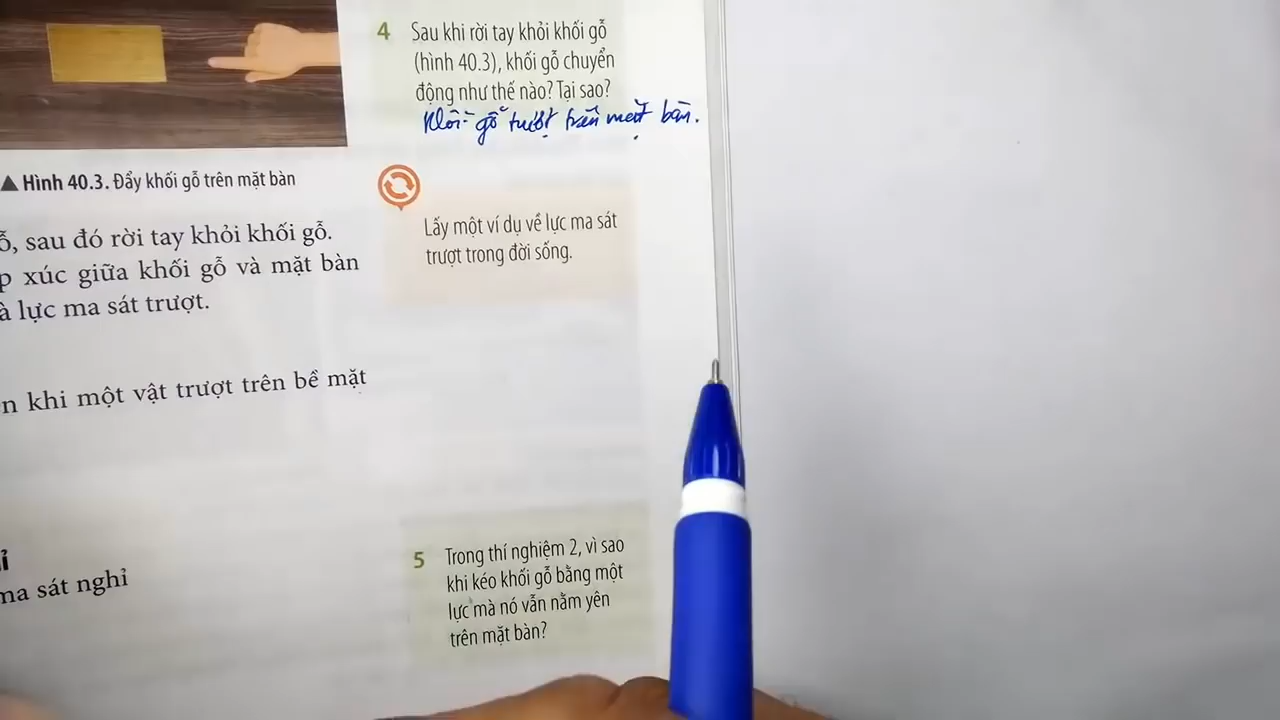 4 Sau khi rời tay khỏi khối gỗ
(hình 40.3), khối gỗ chuyển
động như thế nào? Tại sao?
Khối gỗ trượt trên mặt bàn.
▲ Hình 40.3. Đẩy khối gỗ trên mặt bàn
Lấy một ví dụ về lực ma sát
trượt trong đời sống.
ỗ, sau đó rời tay khỏi khối gỗ.
p xúc giữa khối gỗ và mặt bàn
à lực ma sát trượt.
n khi một vật trượt trên bề mặt
ỉ
ma sát nghỉ
5 Trong thí nghiệm 2, vì sao
khi kéo khối gỗ bằng một
lực mà nó vẫn nằm yên
trên mặt bàn?